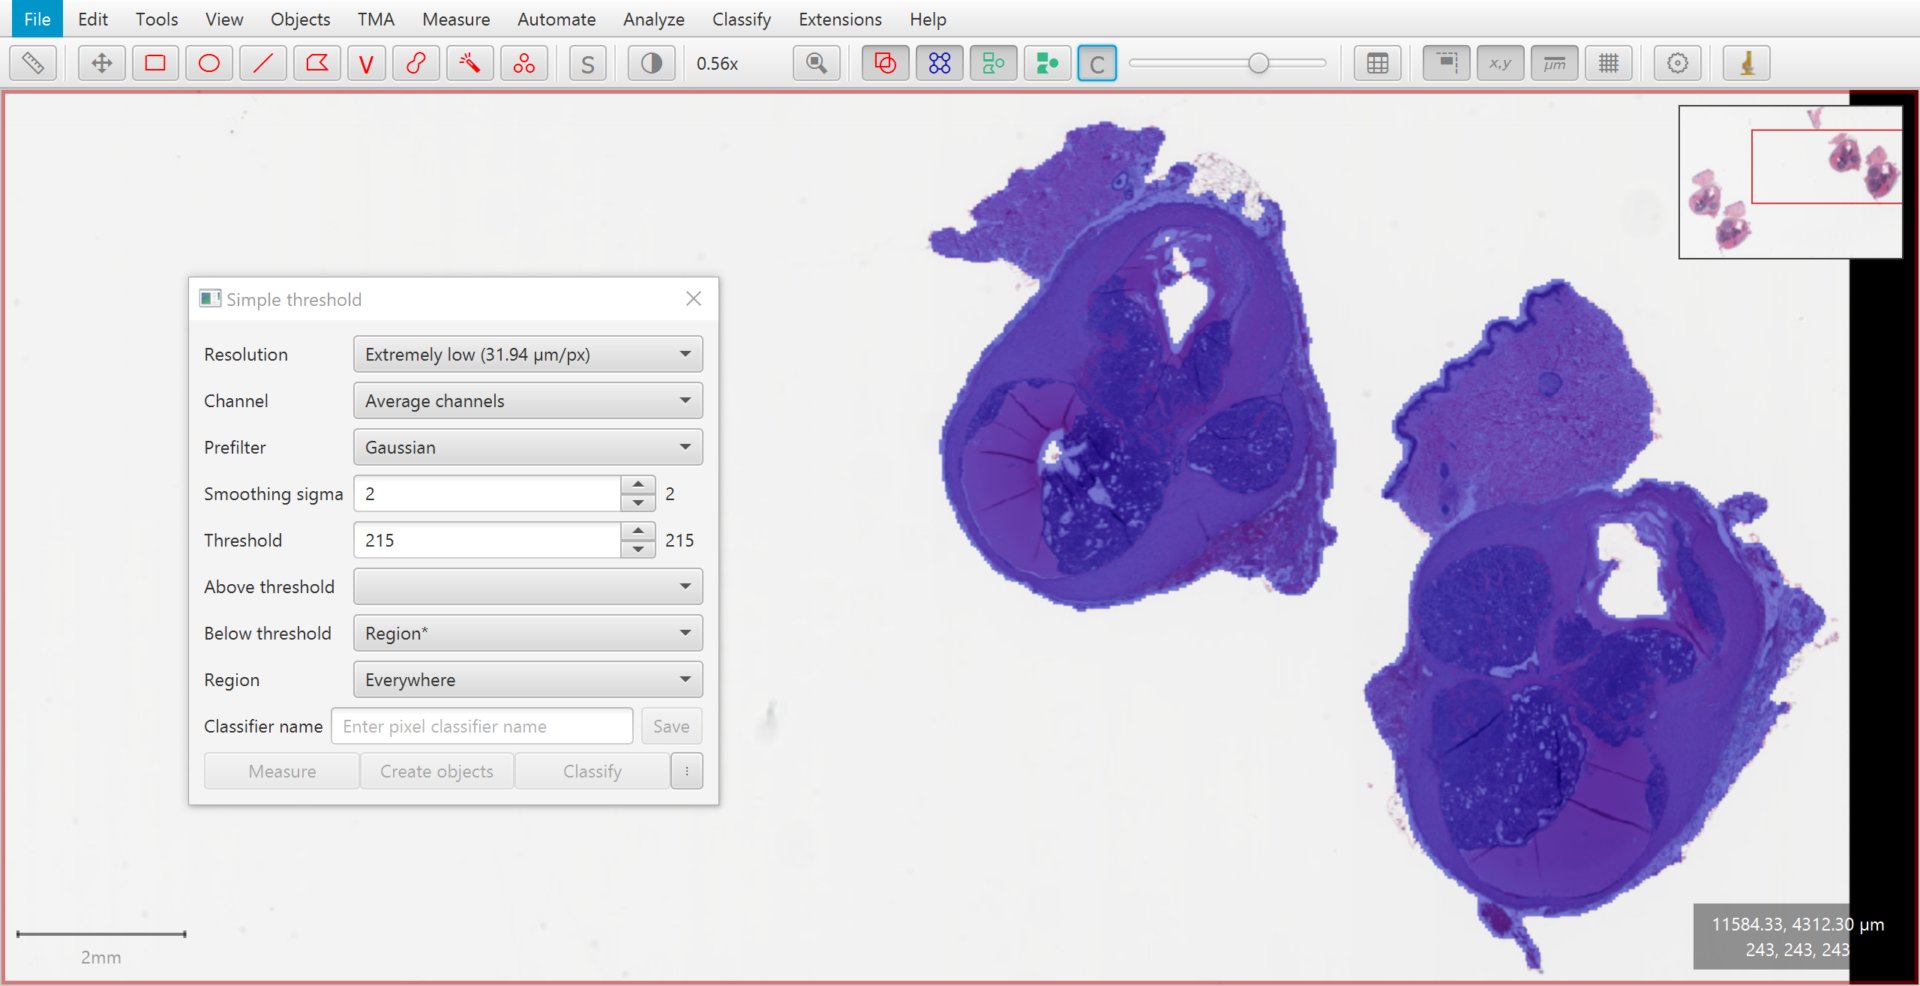 File Edit Tools View Objects TMA Measure Automate Analyze Classify Extensions Help
V S 0.56x C x,y µm
Simple threshold
Resolution Extremely low (31.94 µm/px)
Channel Average channels
Prefilter Gaussian
Smoothing sigma 2 2
Threshold 215 215
Above threshold
Below threshold Region*
Region Everywhere
Classifier name Enter pixel classifier name Save
Measure Create objects Classify
2mm
11584.33, 4312.30 µm
243, 243, 243